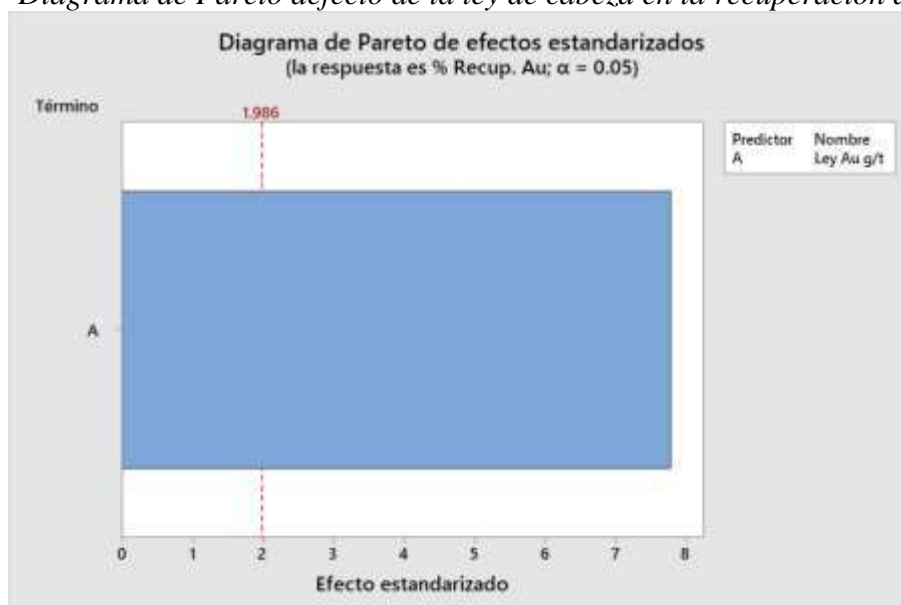 Diagrama de Pareto defecto de la ley de cabeza en la recuperación
Diagrama de Pareto de efectos estandarizados
(la respuesta es % Recup. Au; α = 0.05)
Término
1.986
Predictor Nombre
A Ley Au g/t
A
0 1 2 3 4 5 6 7 8
Efecto estandarizado